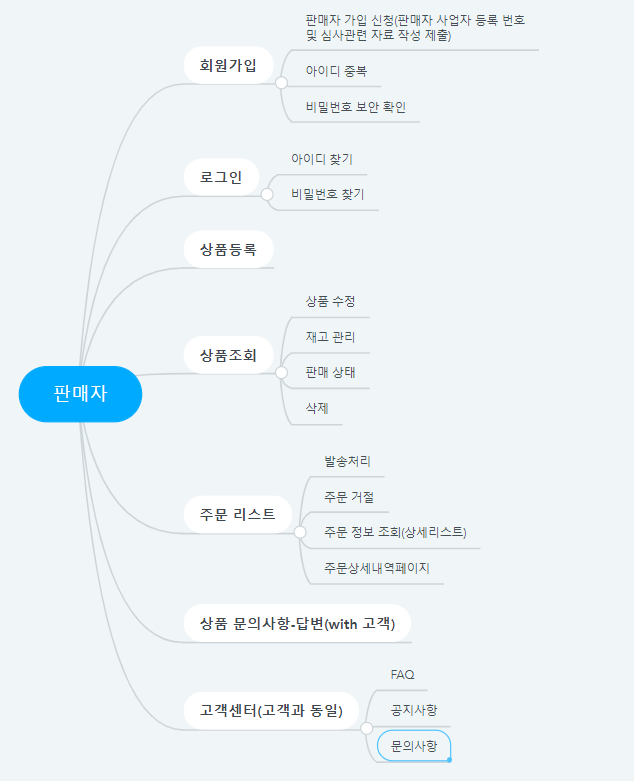 판매자
회원가입
판매자 가입 신청(판매자 사업자 등록 번호
및 심사관련 자료 작성 제출)
아이디 중복
비밀번호 보안 확인
로그인
아이디 찾기
비밀번호 찾기
상품등록
상품조회
상품 수정
재고 관리
판매 상태
삭제
주문 리스트
발송처리
주문 거절
주문 정보 조회(상세리스트)
주문상세내역페이지
상품 문의사항-답변(with 고객)
고객센터(고객과 동일)
FAQ
공지사항
문의사항